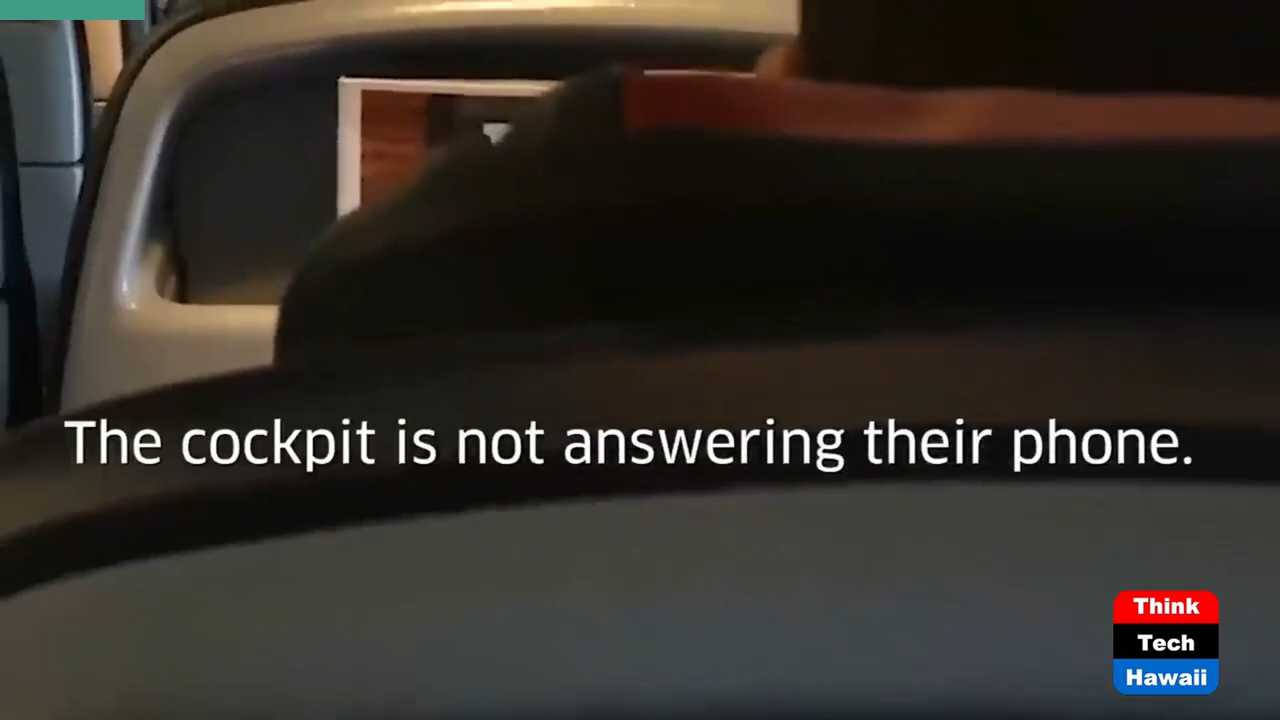 The cockpit is not answering their phone.
Think
Tech
Hawaii